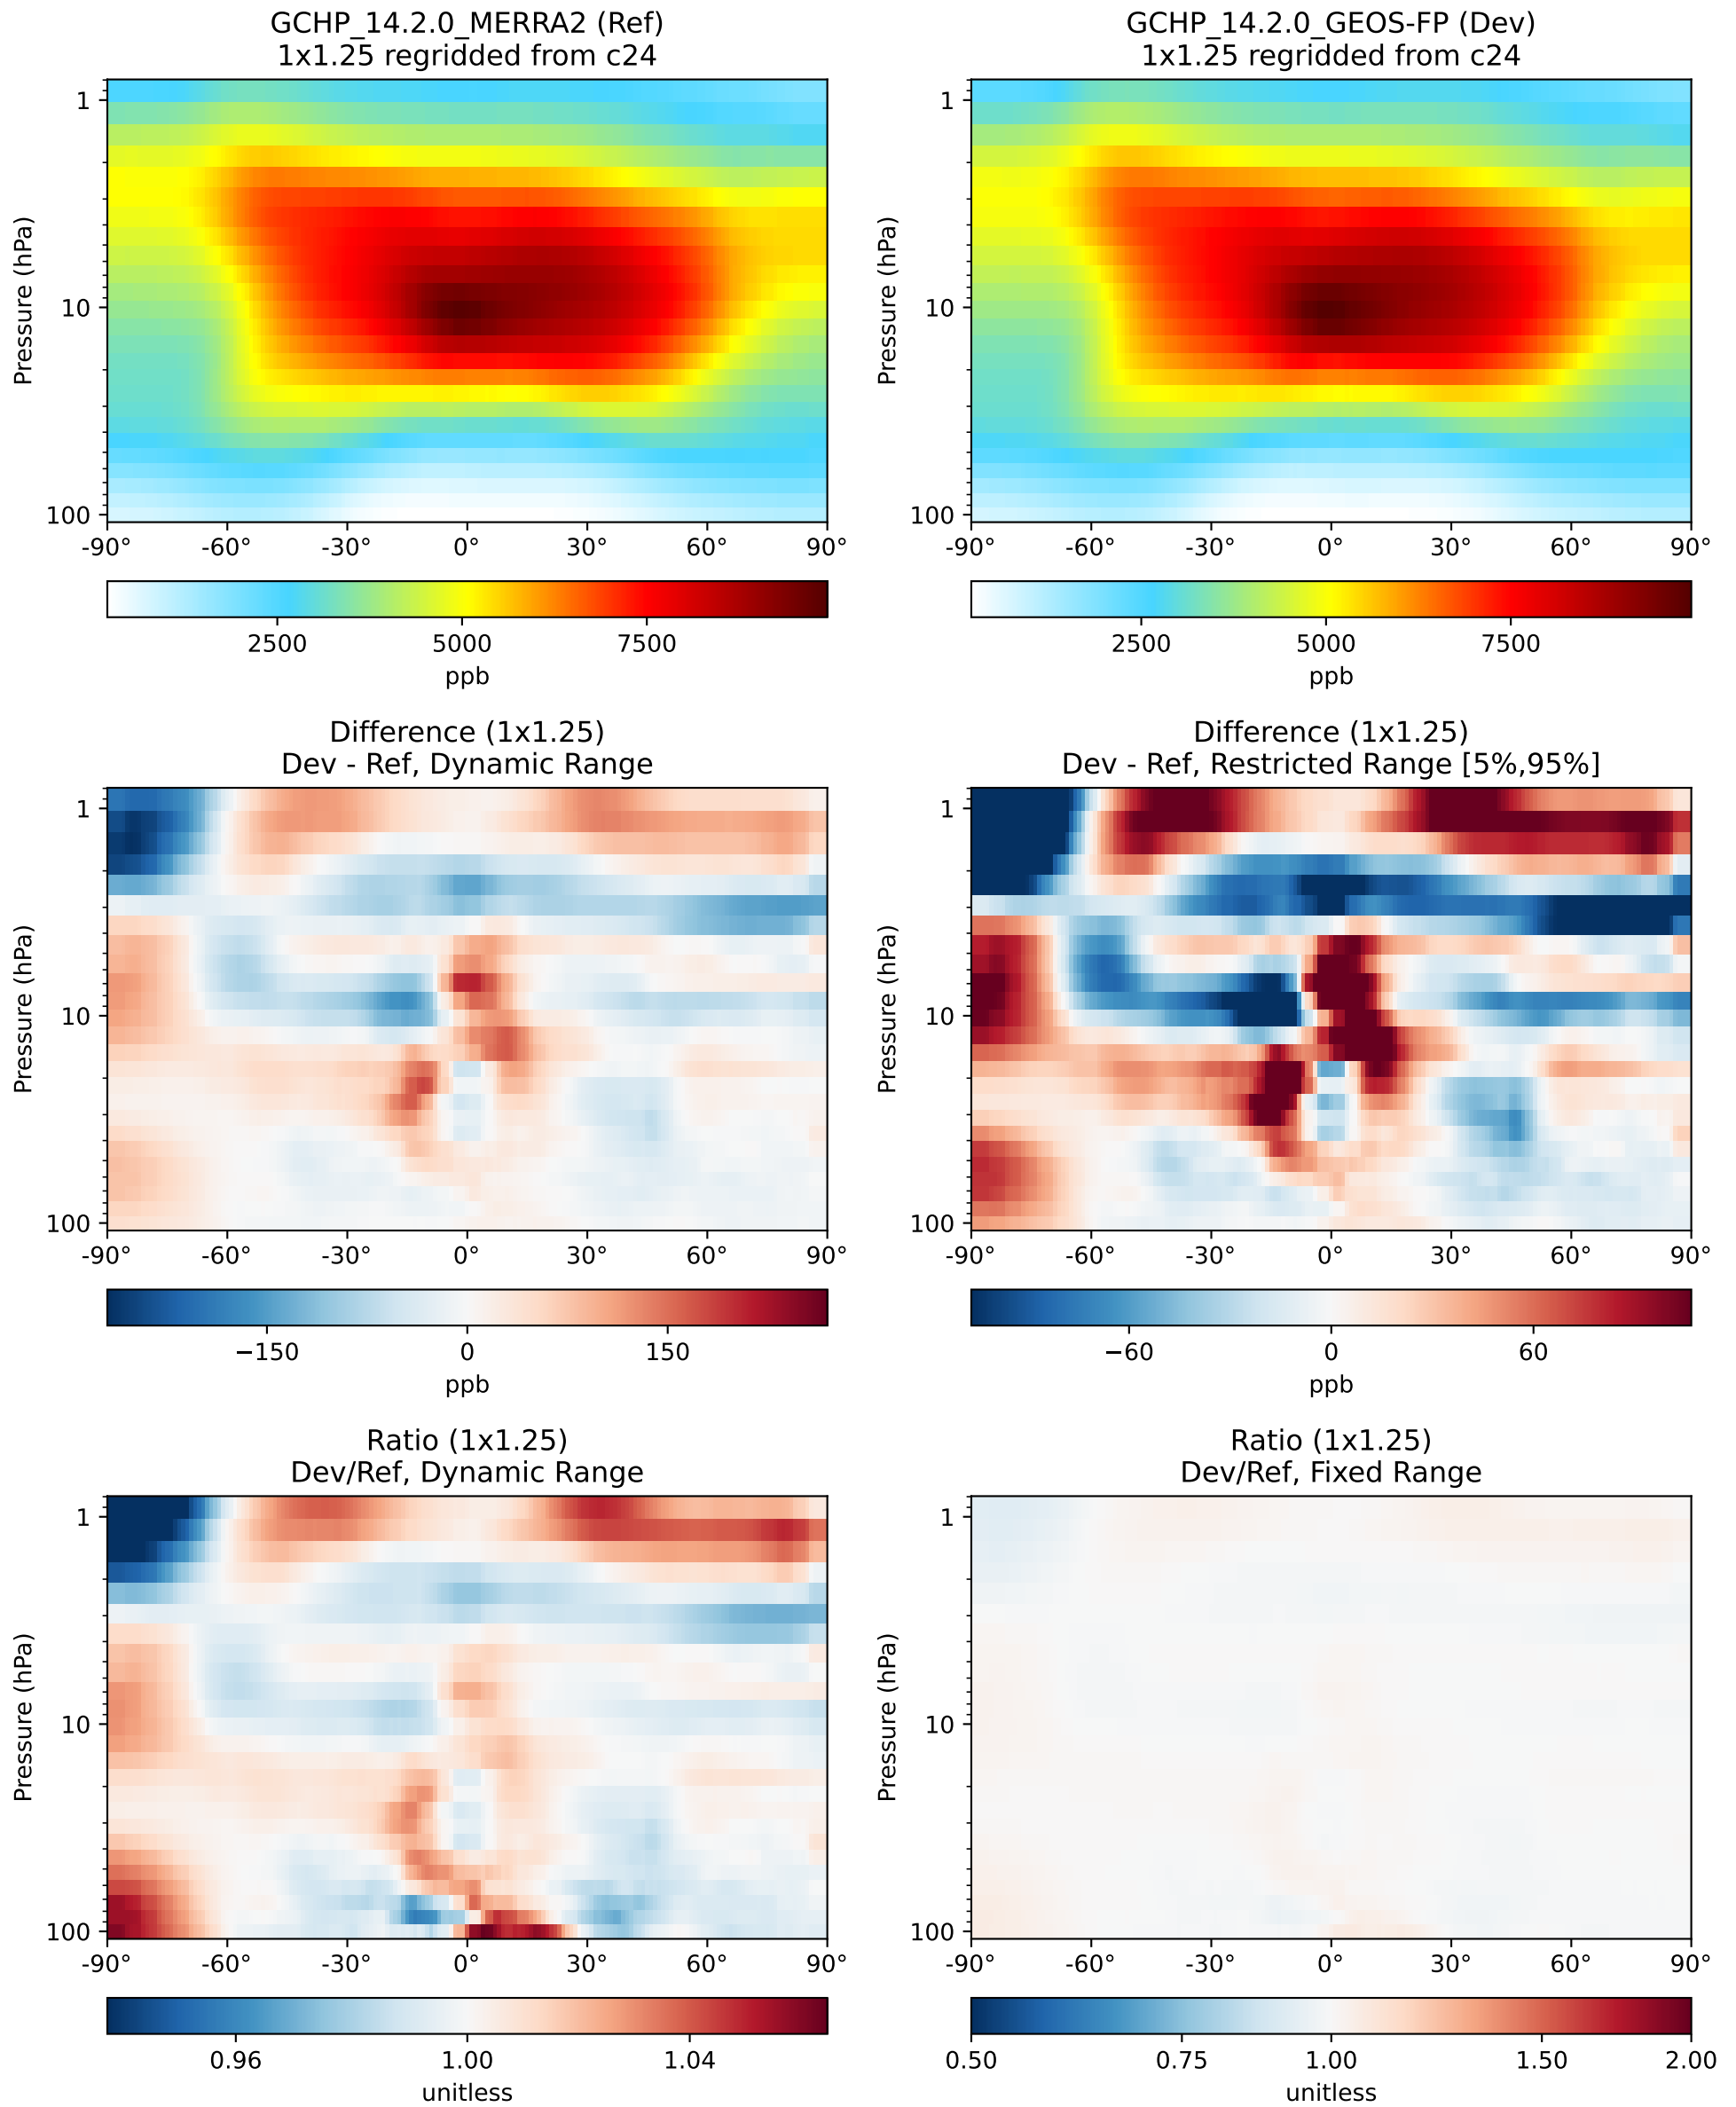 GCHP_14.2.0_MERRA2 (Ref)
1x1.25 regridded from c24
Pressure (hPa)
1
10
100
-90° -60° -30° 0° 30° 60° 90°
2500 5000 7500
ppb
GCHP_14.2.0_GEOS-FP (Dev)
1x1.25 regridded from c24
Pressure (hPa)
1
10
100
-90° -60° -30° 0° 30° 60° 90°
2500 5000 7500
ppb
Difference (1x1.25)
Dev - Ref, Dynamic Range
Pressure (hPa)
1
10
100
-90° -60° -30° 0° 30° 60° 90°
−150 0 150
ppb
Difference (1x1.25)
Dev - Ref, Restricted Range [5%,95%]
Pressure (hPa)
1
10
100
-90° -60° -30° 0° 30° 60° 90°
−60 0 60
ppb
Ratio (1x1.25)
Dev/Ref, Dynamic Range
Pressure (hPa)
1
10
100
-90° -60° -30° 0° 30° 60° 90°
0.96 1.00 1.04
unitless
Ratio (1x1.25)
Dev/Ref, Fixed Range
Pressure (hPa)
1
10
100
-90° -60° -30° 0° 30° 60° 90°
0.50 0.75 1.00 1.50 2.00
unitless